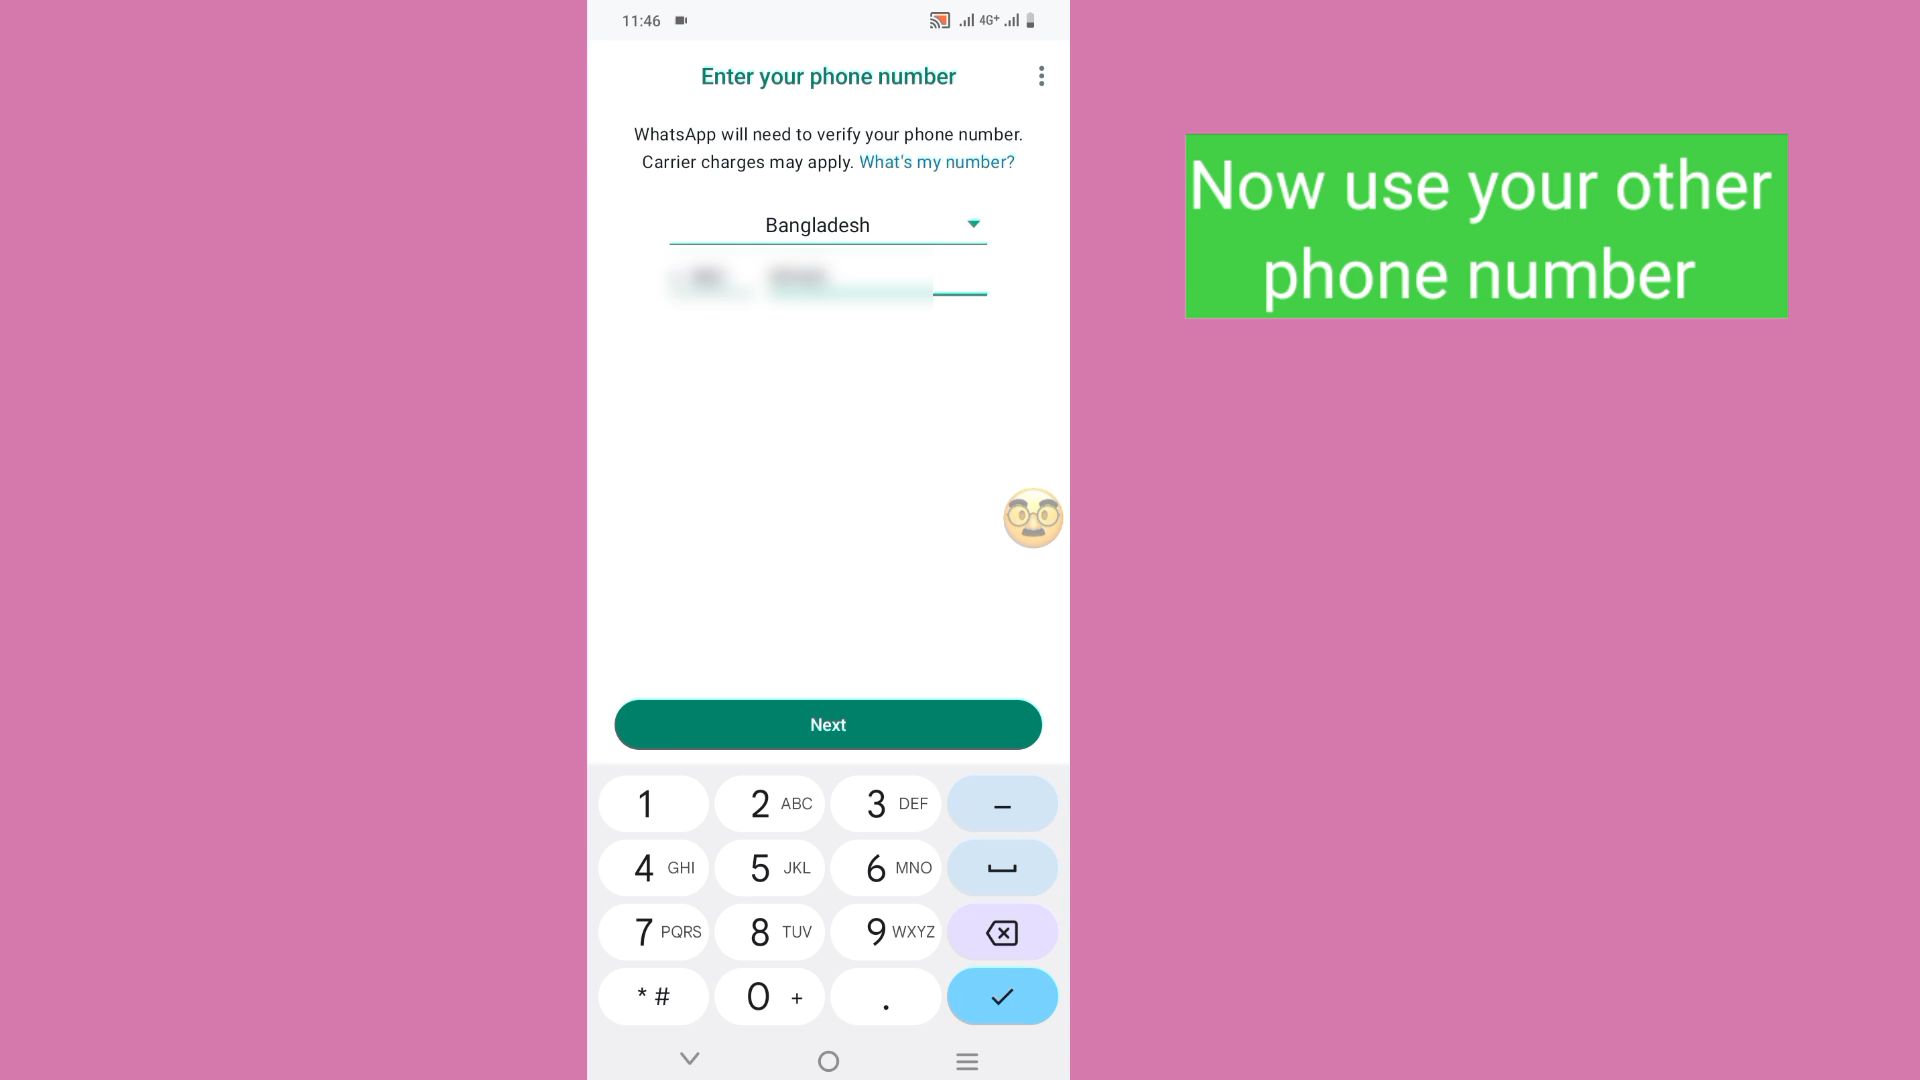 11:46
4G+
Enter your phone number
WhatsApp will need to verify your phone number.
Carrier charges may apply. What's my number?
Bangladesh
Now use your other
phone number
Next
1 2 ABC 3 DEF –
4 GHI 5 JKL 6 MNO
7 PQRS 8 TUV 9 WXYZ
* # 0 + .